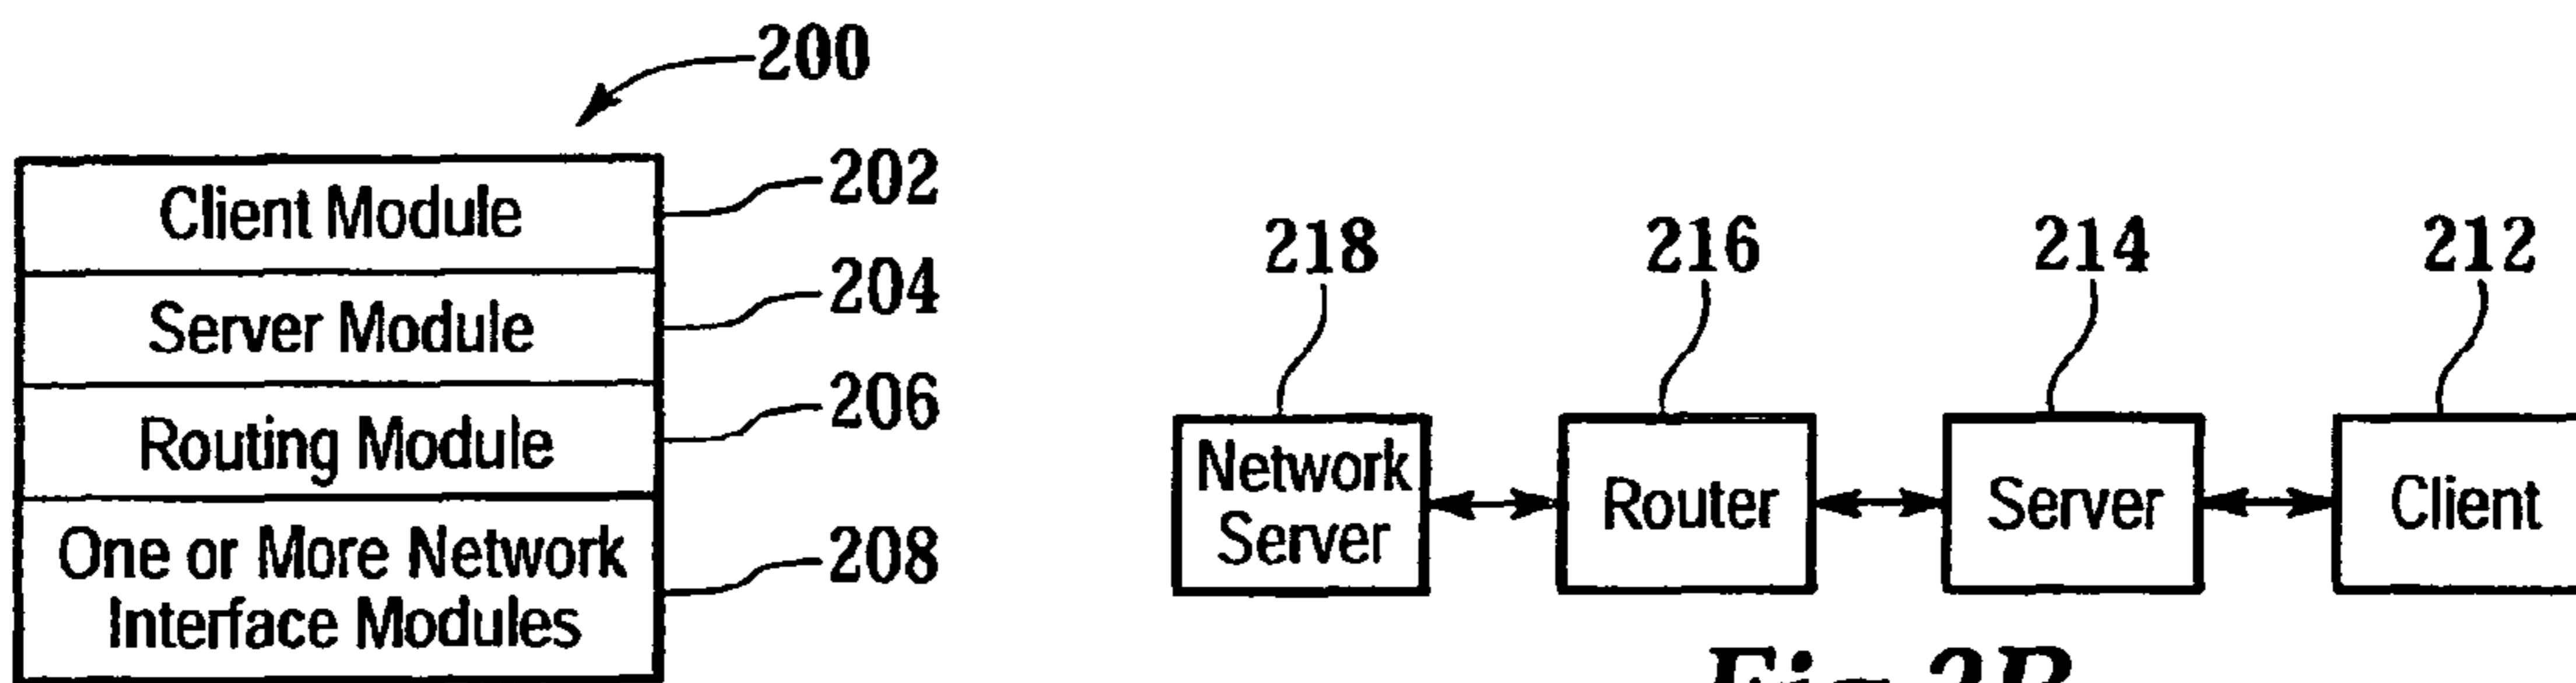 200
Client Module
202
Server Module
204
Routing Module
206
One or More Network
Interface Modules
208
218
216
214
212
Network
Server
Router
Server
Client